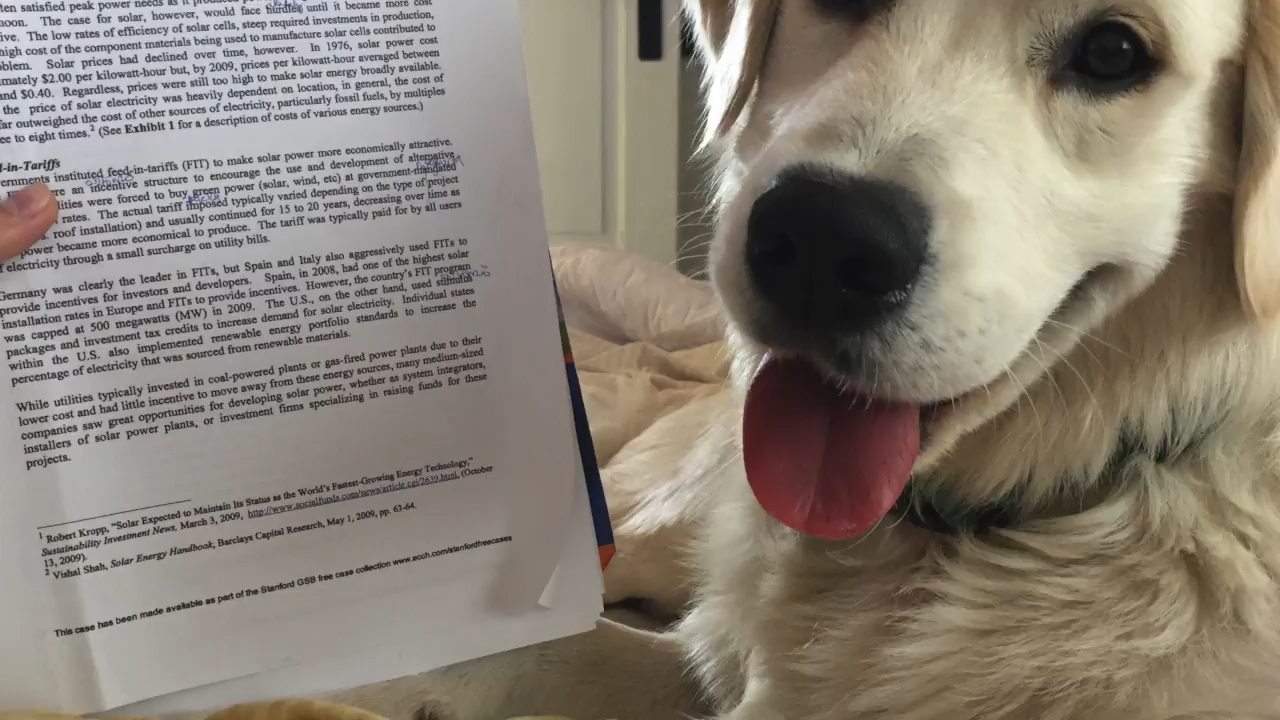 ten satisfied peak power needs as it produced power
noon. The case for solar, however, would face hurdles until it became more cost
ive. The low rates of efficiency of solar cells, steep required investments in production,
high cost of the component materials being used to manufacture solar cells contributed to
oblem. Solar prices had declined over time, however. In 1976, solar power cost
imately $2.00 per kilowatt-hour but, by 2009, prices per kilowatt-hour averaged between
and $0.40. Regardless, prices were still too high to make solar energy broadly available.
the price of solar electricity was heavily dependent on location, in general, the cost of
far outweighed the cost of other sources of electricity, particularly fossil fuels, by multiples
ee to eight times.2 (See Exhibit 1 for a description of costs of various energy sources.)
d-in-Tariffs
ernments instituted feed-in-tariffs (FIT) to make solar power more economically attractive.
re an incentive structure to encourage the use and development of alternative
lities were forced to buy green power (solar, wind, etc) at government-mandated
rates. The actual tariff imposed typically varied depending on the type of project
s. roof installation) and usually continued for 15 to 20 years, decreasing over time as
power became more economical to produce. The tariff was typically paid for by all users
f electricity through a small surcharge on utility bills.
Germany was clearly the leader in FITs, but Spain and Italy also aggressively used FITs to
provide incentives for investors and developers. Spain, in 2008, had one of the highest solar
installation rates in Europe and FITs to provide incentives. However, the country's FIT program
was capped at 500 megawatts (MW) in 2009. The U.S., on the other hand, used stimulus
packages and investment tax credits to increase demand for solar electricity. Individual states
within the U.S. also implemented renewable energy portfolio standards to increase the
percentage of electricity that was sourced from renewable materials.
While utilities typically invested in coal-powered plants or gas-fired power plants due to their
lower cost and had little incentive to move away from these energy sources, many medium-sized
companies saw great opportunities for developing solar power, whether as system integrators,
installers of solar power plants, or investment firms specializing in raising funds for these
projects.
1 Robert Kropp, "Solar Expected to Maintain Its Status as the World's Fastest-Growing Energy Technology,"
Sustainability Investment News, March 3, 2009, http://www.socialfunds.com/news/article.cgi/2639.html, (October
13, 2009).
2 Vishal Shah, Solar Energy Handbook, Barclays Capital Research, May 1, 2009, pp. 63-64.
This case has been made available as part of the Stanford GSB free case collection www.ecch.com/stanfordfreecases